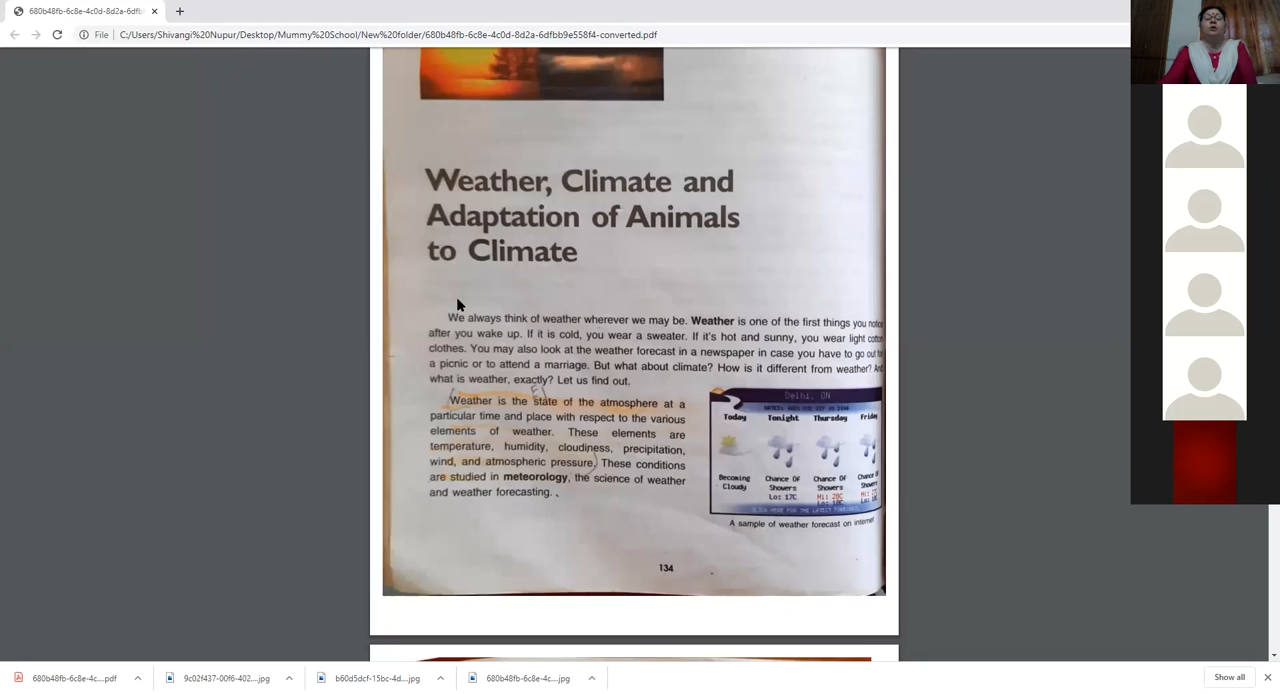 680b48fb-6c8e-4c0d-8d2a-6dfb
File
C:/Users/Shivangi%20Nupur/Desktop/Mummy%20School/New%20folder/680b48fb-6c8e-4c0d-8d2a-6dfbb9e558f4-converted.pdf
Weather, Climate and
Adaptation of Animals
to Climate
We always think of weather wherever we may be. Weather is one of the first things you
after you wake up. If it is cold, you wear a sweater. If it's hot and sunny, you wear light
clothes. You may also look at the weather forecast in a newspaper in case you have to go out
a picnic or to attend a marriage. But what about climate? How is it different from weather?
what is weather, exactly? Let us find out.
Weather is the state of the atmosphere at a
particular time and place with respect to the various
elements of weather. These elements are
temperature, humidity, cloudiness, precipitation,
wind, and atmospheric pressure. These conditions
are studied in meteorology, the science of weather
and weather forecasting.
Delhi, ON
Today Tonight Thursday
Becoming Cloudy
Chance Of Showers
Lo: 17C
Chance Of Showers
Chance Of Showers
A sample of weather forecast on
134
680b48fb-6c8e-4c....pdf
9c02f437-00f6-402....jpg
b60d5dcf-15bc-4d....jpg
680b48fb-6c8e-4c....jpg
Show all